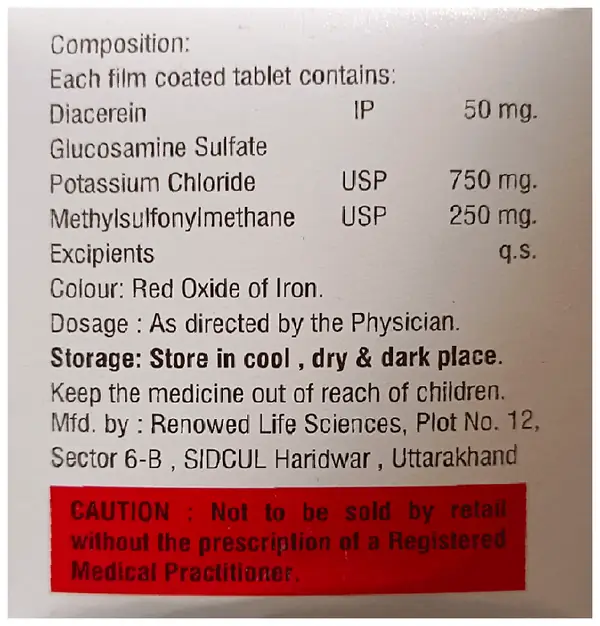 Composition:
Each film coated tablet contains:
Diacerein IP 50 mg.
Glucosamine Sulfate
Potassium Chloride USP 750 mg.
Methylsulfonylmethane USP 250 mg.
Excipients q.s.
Colour: Red Oxide of Iron.
Dosage : As directed by the Physician.
Storage: Store in cool , dry & dark place.
Keep the medicine out of reach of children.
Mfd. by : Renowed Life Sciences, Plot No. 12,
Sector 6-B , SIDCUL Haridwar , Uttarakhand
CAUTION : Not to be sold by retail
without the prescription of a Registered
Medical Practitioner.